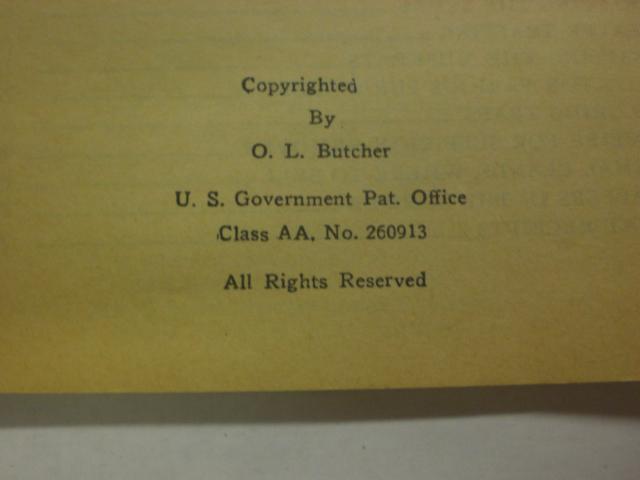 Copyrighted
By
O. L. Butcher
U. S. Government Pat. Office
Class AA, No. 260913
All Rights Reserved